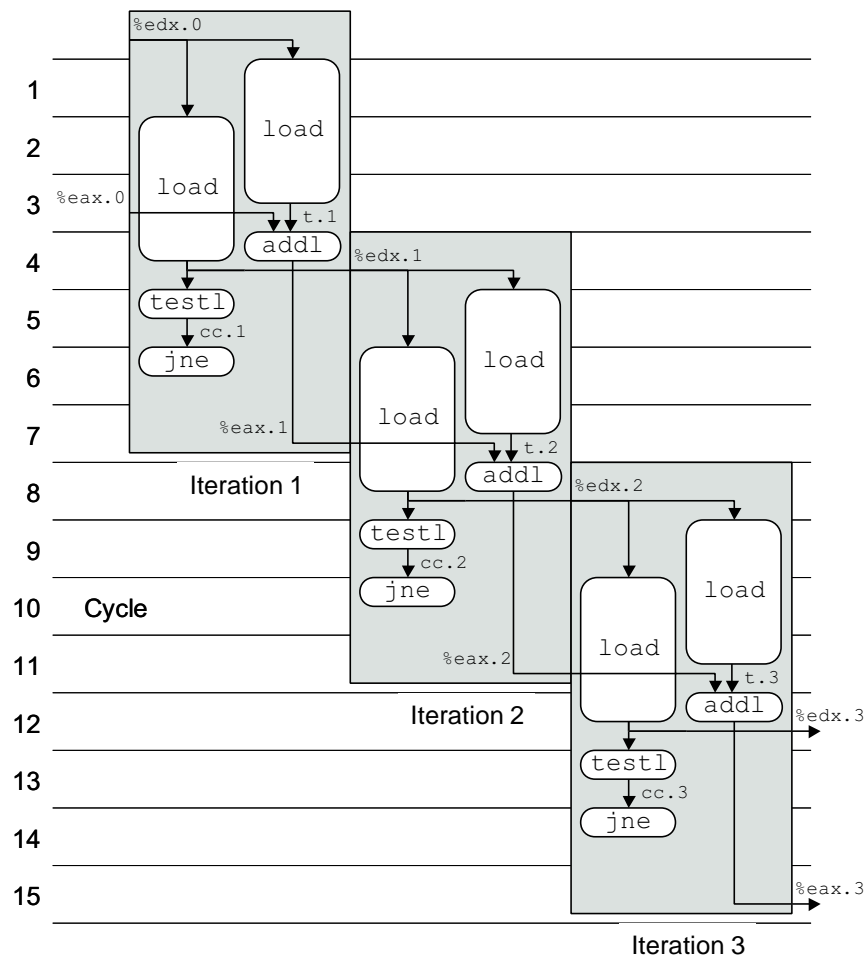 %edx.0
1
load
2
load
3
%eax.0
t.1
addl
4
%edx.1
testl
5
cc.1
load
jne
6
load
7
%eax.1
t.2
addl
Iteration 1
8
%edx.2
testl
9
cc.2
load
jne
10
Cycle
load
11
%eax.2
t.3
addl
Iteration 2
12
%edx.3
testl
13
cc.3
jne
14
15
%eax.3
Iteration 3